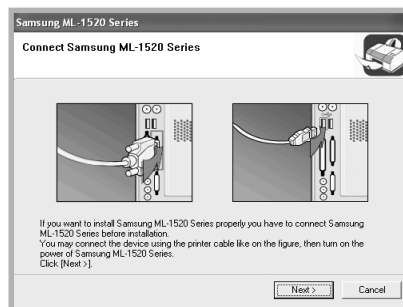 Samsung ML-1520 Series
Connect Samsung ML-1520 Series
If you want to install Samsung ML-1520 Series properly you have to connect Samsung
ML-1520 Series before installation.
You may connect the device using the printer cable like on the figure, then turn on the
power of Samsung ML-1520 Series.
Click [Next >].
Next >
Cancel